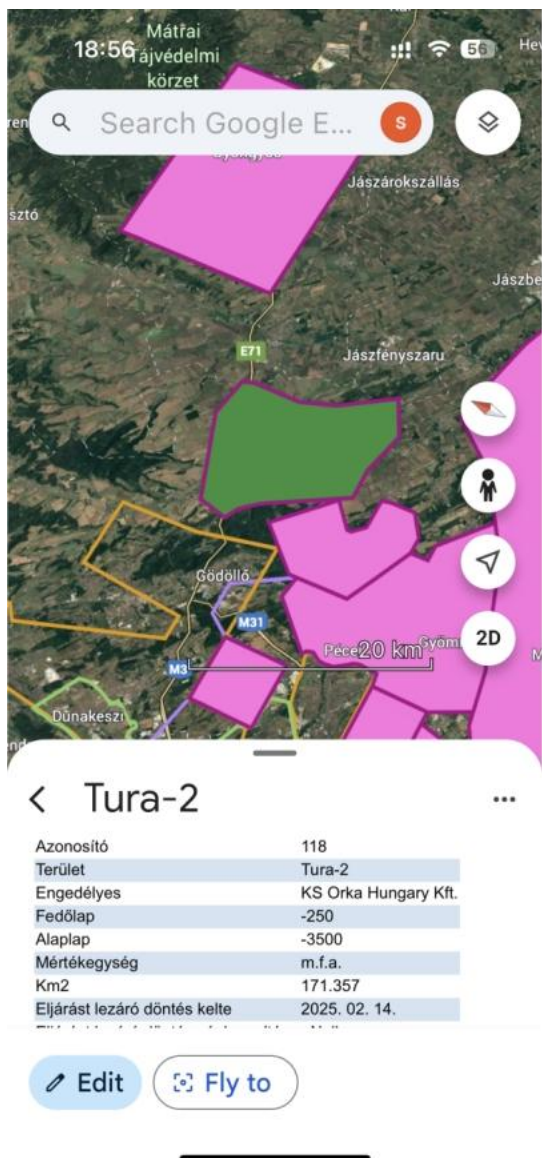 Mátrai
18:56
Tájvédelmi
56
körzet
Search Google E...
S
Jászárokszállás
E71
Jászfényszaru
Gödöllő
M31
20 km
M3
2D
Dunakeszi
Tura-2
Azonosító 118
Terület Tura-2
Engedélyes KS Orka Hungary Kft.
Fedőlap -250
Alaplap -3500
Mértékegység m.f.a.
Km2 171.357
Eljárást lezáró döntés kelte 2025. 02. 14.
Edit
Fly to